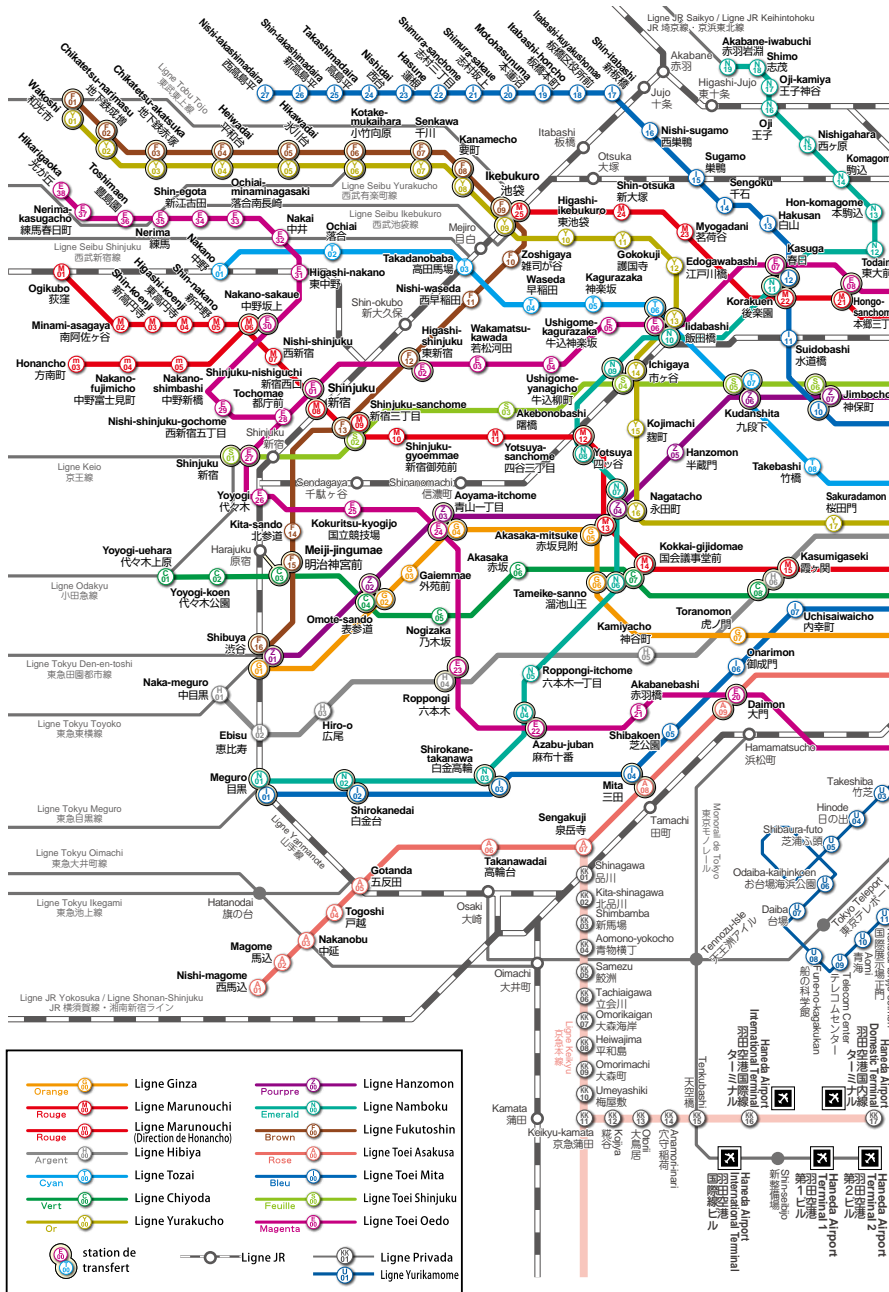 Ligne JR Saikyo / Ligne JR Keihintohoku
JR 埼京線・京浜東北線
Akabane-iwabuchi
赤羽岩淵
Shimo
志茂
Oji-kamiya
王子神谷
Oji
王子
Nishigahara
西ヶ原
Komagome
駒込
Hon-komagome
本駒込
Todaimae
東大前
Akabane
赤羽
Higashi-Jujo
東十条
Jujo
十条
Itabashi
板橋
Otsuka
大塚
Nishi-takashimadaira
西高島平
Shin-takashimadaira
新高島平
Takashimadaira
高島平
Nishidai
西台
Hasune
蓮根
Shimura-sanchome
志村三丁目
Shimura-sakaue
志村坂上
Motohasunuma
本蓮沼
Itabashi-honcho
板橋本町
Itabashi-kuyakushomae
板橋区役所前
Shin-itabashi
新板橋
Nishi-sugamo
西巣鴨
Sugamo
巣鴨
Sengoku
千石
Hakusan
白山
Kasuga
春日
Wakoshi
和光市
Chikatetsu-narimasu
地下鉄成増
Chikatetsu-akatsuka
地下鉄赤塚
Heiwadai
平和台
Hikawadai
氷川台
Kotake-
mukaihara
小竹向原
Senkawa
千川
Kanamecho
要町
Ikebukuro
池袋
Ligne Tobu Tojo
東武東上線
Ligne Seibu Yurakucho
西武有楽町線
Ligne Seibu Ikebukuro
西武池袋線
Ligne Seibu Shinjuku
西武新宿線
Hikarigaoka
光が丘
Nerima-
kasugacho
練馬春日町
Toshimaen
豊島園
Nerima
練馬
Shin-egota
新江古田
Ochiai-
minaminagasaki
落合南長崎
Nakai
中井
Nakano
中野
Ochiai
落合
Mejiro
目白
Takadanobaba
高田馬場
Higashi-nakano
東中野
Zoshigaya
雑司が谷
Higashi-
ikebukuro
東池袋
Shin-otsuka
新大塚
Myogadani
茗荷谷
Gokokuji
護国寺
Edogawabashi
江戸川橋
Korakuen
後楽園
Hongo-
sanchome
本郷三丁
Ogikubo
荻窪
Minami-asagaya
南阿佐ヶ谷
Shin-koenji
新高円寺
Higashi-koenji
東高円寺
Shin-nakano
新中野
Nakano-sakaue
中野坂上
Honancho
方南町
Nakano-
fujimicho
中野富士見町
Nakano-
shimbashi
中野新橋
Nishi-shinjuku
西新宿
Shin-okubo
新大久保
Nishi-waseda
西早稲田
Waseda
早稲田
Kagurazaka
神楽坂
Higashi-
shinjuku
東新宿
Wakamatsu-
kawada
若松河田
Ushigome-
kagurazaka
牛込神楽坂
Iidabashi
飯田橋
Suidobashi
水道橋
Shinjuku-nishiguchi
新宿西口
Tochomae
都庁前
Nishi-shinjuku-gochome
西新宿五丁目
Shinjuku
新宿
Shinjuku-sanchome
新宿三丁目
Ushigome-
yanagicho
牛込柳町
Akebonobashi
曙橋
Ichigaya
市ヶ谷
Kudanshita
九段下
Jimbocho
神保町
Kojimachi
麹町
Hanzomon
半蔵門
Takebashi
竹橋
Ligne Keio
京王線
Shinjuku
新宿
Shinjuku
新宿
Shinjuku-
gyoemmae
新宿御苑前
Yotsuya-
sanchome
四谷三丁目
Yotsuya
四ッ谷
Sendagaya
千駄ヶ谷
Shinanomachi
信濃町
Yoyogi
代々木
Kokuritsu-kyogijo
国立競技場
Aoyama-itchome
青山一丁目
Kita-sando
北参道
Nagatacho
永田町
Sakuradamon
桜田門
Akasaka-mitsuke
赤坂見附
Yoyogi-uehara
代々木上原
Harajuku
原宿
Meiji-jingumae
明治神宮前
Gaiemmae
外苑前
Akasaka
赤坂
Kokkai-gijidomae
国会議事堂前
Kasumigaseki
霞ヶ関
Ligne Odakyu
小田急線
Yoyogi-koen
代々木公園
Omote-sando
表参道
Nogizaka
乃木坂
Tameike-sanno
溜池山王
Toranomon
虎ノ門
Uchisaiwaicho
内幸町
Kamiyacho
神谷町
Shibuya
渋谷
Ligne Tokyu Den-en-toshi
東急田園都市線
Onarimon
御成門
Naka-meguro
中目黒
Roppongi
六本木
Roppongi-itchome
六本木一丁目
Akabanebashi
赤羽橋
Daimon
大門
Ligne Tokyu Toyoko
東急東横線
Ebisu
恵比寿
Hiro-o
広尾
Azabu-juban
麻布十番
Shibakoen
芝公園
Hamamatsucho
浜松町
Meguro
目黒
Shirokanedai
白金台
Shirokane-
takanawa
白金高輪
Mita
三田
Tamachi
田町
Ligne Tokyu Meguro
東急目黒線
Ligne Yamanote
山手線
Sengakuji
泉岳寺
Monorail de Tokyo
東京モノレール
Takeshiba
竹芝
Hinode
日の出
Shibaura-futo
芝浦ふ頭
Odaiba-kaihinkoen
お台場海浜公園
Daiba
台場
Tokyo Teleport
東京テレポート
Ligne Tokyu Oimachi
東急大井町線
Ligne Tokyu Ikegami
東急池上線
Hatanodai
旗の台
Gotanda
五反田
Takanawadai
高輪台
Togoshi
戸越
Nakanobu
中延
Magome
馬込
Nishi-magome
西馬込
Osaki
大崎
Oimachi
大井町
Shinagawa
品川
Kita-shinagawa
北品川
Shimbamba
新馬場
Aomono-yokocho
青物横丁
Samezu
鮫洲
Tachiaigawa
立会川
Omorikaigan
大森海岸
Heiwajima
平和島
Omorimachi
大森町
Umeyashiki
梅屋敷
Keikyu-kamata
京急蒲田
Kamata
蒲田
Ligne Keikyu
京急本線
Tennozu-Isle
天王洲アイル
Fune-no-kagakukan
船の科学館
Telecom Center
テレコムセンター
Aomi
青海
国際展示場正門
Ligne JR Yokosuka / Ligne Shonan-Shinjuku
JR 横須賀線・湘南新宿ライン
Kojiya
糀谷
Otorii
大鳥居
Anamori-inari
穴守稲荷
Tenkubashi
天空橋
Haneda Airport
International Terminal
羽田空港国際線
ターミナル
Haneda Airport
Domestic Terminal
羽田空港国内線
ターミナル
Haneda Airport
International Terminal
羽田空港
国際線ビル
Shin-seibijo
新整備場
Haneda Airport
Terminal 1
羽田空港
第1ビル
Haneda Airport
Terminal 2
羽田空港
第2ビル
Orange
Ligne Ginza
Rouge
Ligne Marunouchi
Rouge
Ligne Marunouchi
(Direction de Honancho)
Argent
Ligne Hibiya
Cyan
Ligne Tozai
Vert
Ligne Chiyoda
Or
Ligne Yurakucho
Pourpre
Ligne Hanzomon
Emerald
Ligne Namboku
Brown
Ligne Fukutoshin
Rose
Ligne Toei Asakusa
Bleu
Ligne Toei Mita
Feuille
Ligne Toei Shinjuku
Magenta
Ligne Toei Oedo
station de
transfert
Ligne JR
Ligne Privada
Ligne Yurikamome